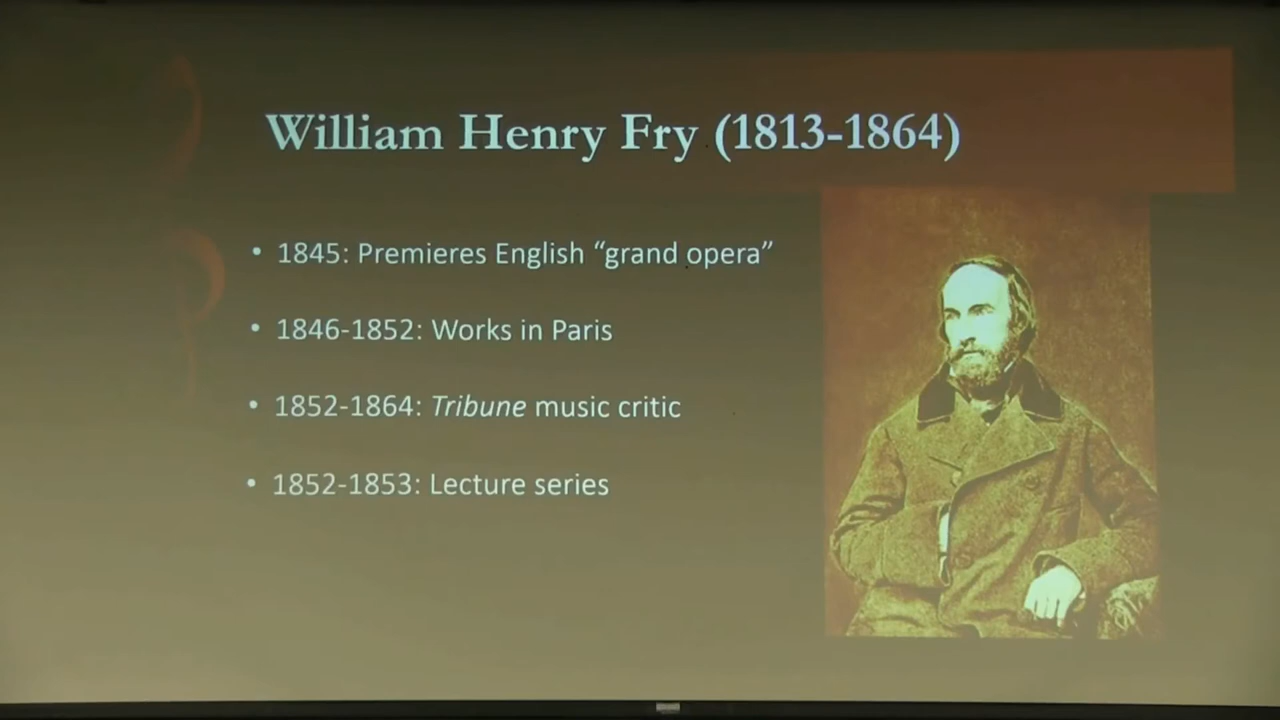 William Henry Fry (1813-1864)
• 1845: Premieres English “grand opera”
• 1846-1852: Works in Paris
• 1852-1864: Tribune music critic
• 1852-1853: Lecture series